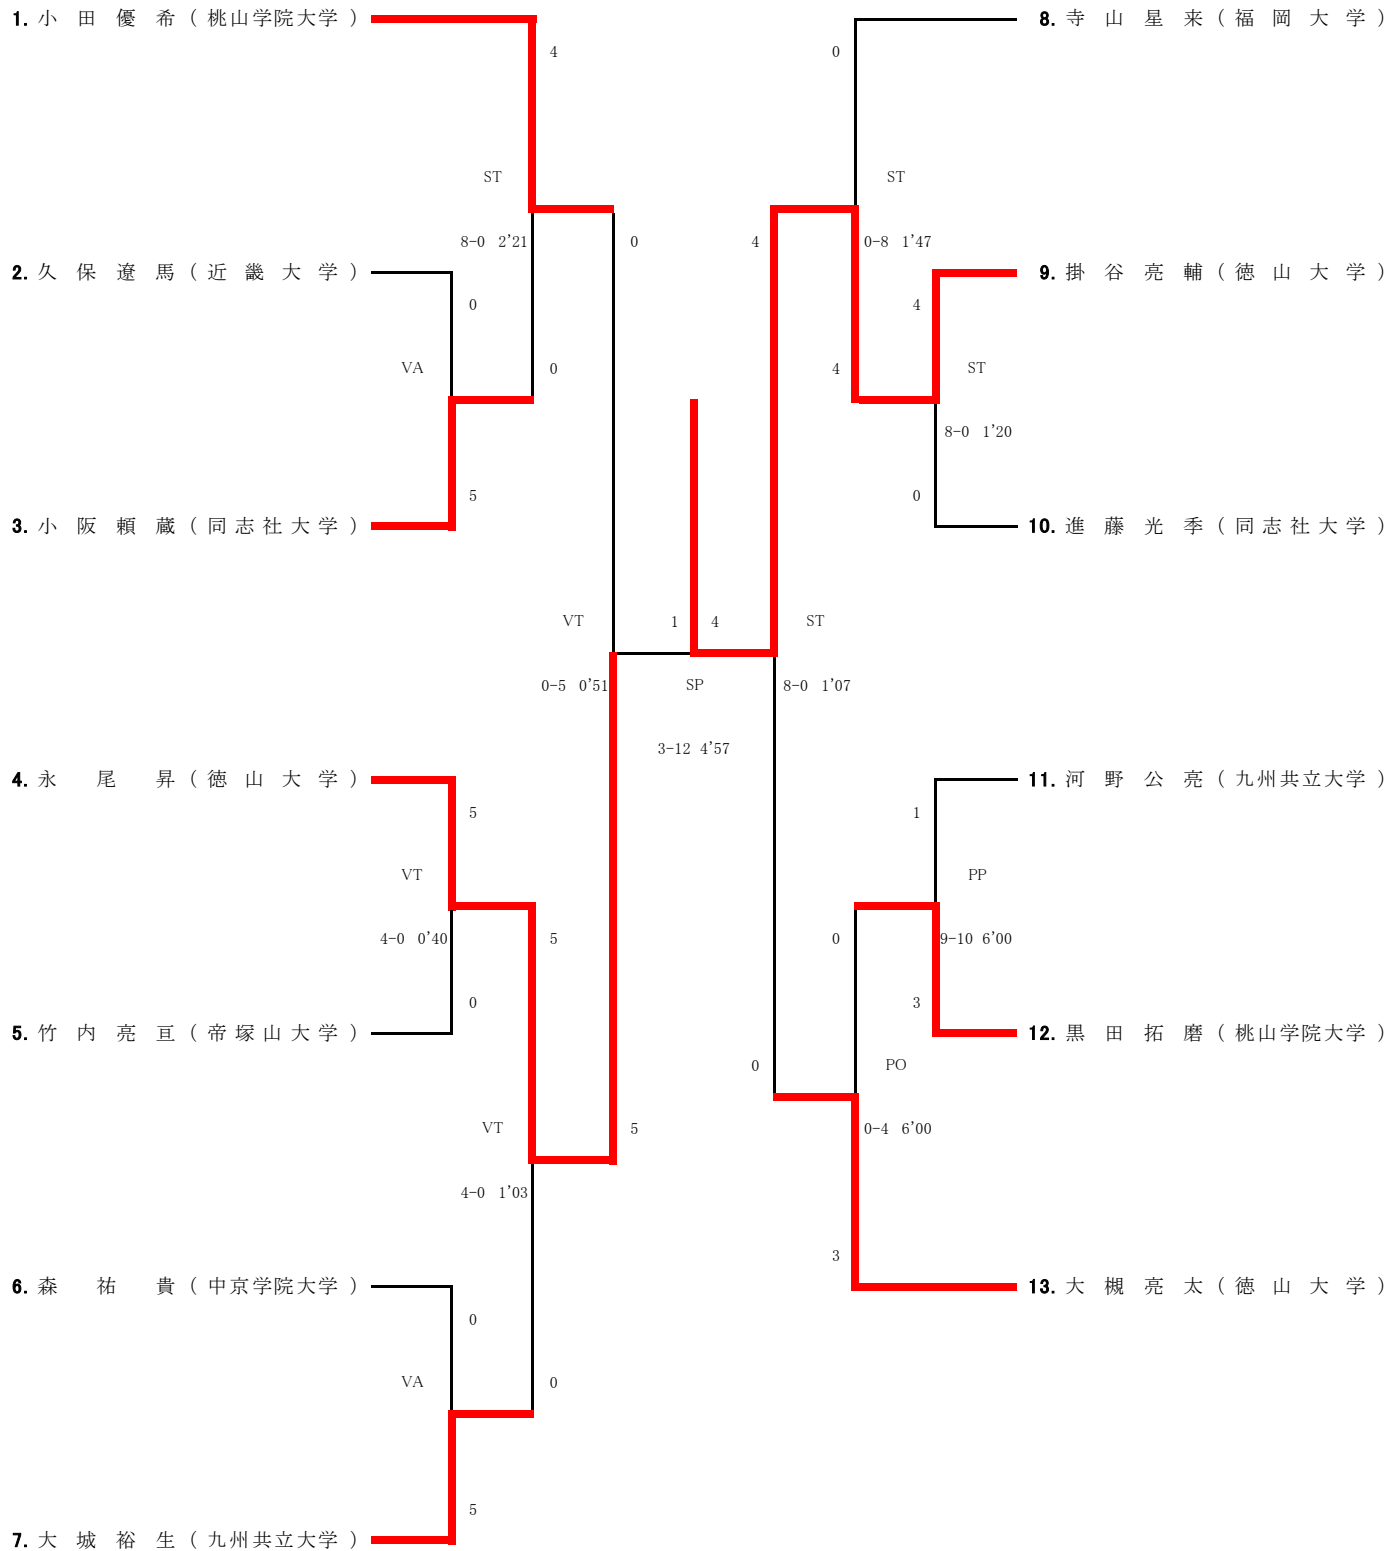 1. 小田優希 ( 桃山学院大学 )
4
ST
8-0 2’21
0
2. 久保遼馬 ( 近畿大学 )
0
VA
0
5
3. 小阪頼蔵 ( 同志社大学 )
VT
0-5 0’51
4. 永尾昇 ( 徳山大学 )
5
VT
4-0 0’40
5
0
5. 竹内亮亘 ( 帝塚山大学 )
VT
5
4-0 1’03
6. 森祐貴 ( 中京学院大学 )
0
VA
0
5
7. 大城裕生 ( 九州共立大学 )
1 4
SP
3-12 4’57
8. 寺山星来 ( 福岡大学 )
0
ST
4
0-8 1’47
9. 掛谷亮輔 ( 徳山大学 )
4
4
ST
8-0 1’20
0
10. 進藤光季 ( 同志社大学 )
ST
8-0 1’07
11. 河野公亮 ( 九州共立大学 )
1
PP
0
9-10 6’00
3
12. 黒田拓磨 ( 桃山学院大学 )
0
PO
0-4 6’00
3
13. 大槻亮太 ( 徳山大学 )